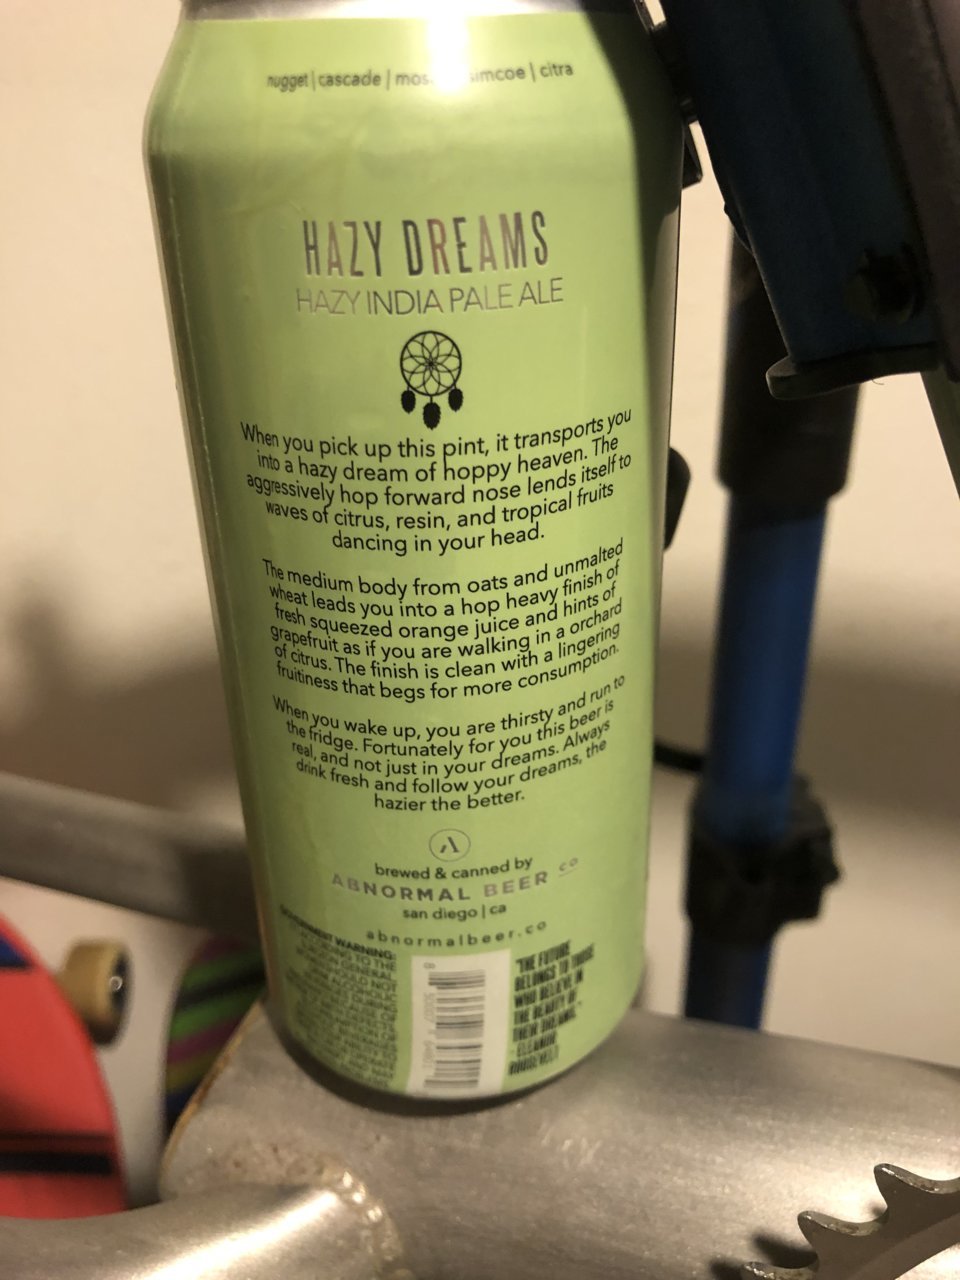 nugget | cascade | mos simcoe | citra
HAZY DREAMS
HAZY INDIA PALE ALE
When you pick up this pint, it transports you
into a hazy dream of hoppy heaven. The
aggressively hop forward nose lends itself to
waves of citrus, resin, and tropical fruits
dancing in your head.
The medium body from oats and unmalted
wheat leads you into a hop heavy finish of
fresh squeezed orange juice and hints of
grapefruit as if you are walking in a orchard
of citrus. The finish is clean with a lingering
fruitiness that begs for more consumption.
When you wake up, you are thirsty and run to
the fridge. Fortunately for you this beer is
real, and not just in your dreams. Always
drink fresh and follow your dreams, the
hazier the better.
A
brewed & canned by
ABNORMAL BEER CO
san diego | ca
abnormalbeer.co
GOVERNMENT WARNING:
"THE FUTURE
BELONGS TO THOSE
WHO BELIEVE IN
THE BEAUTY OF
THEIR DREAMS."
- ELEANOR
ROOSEVELT